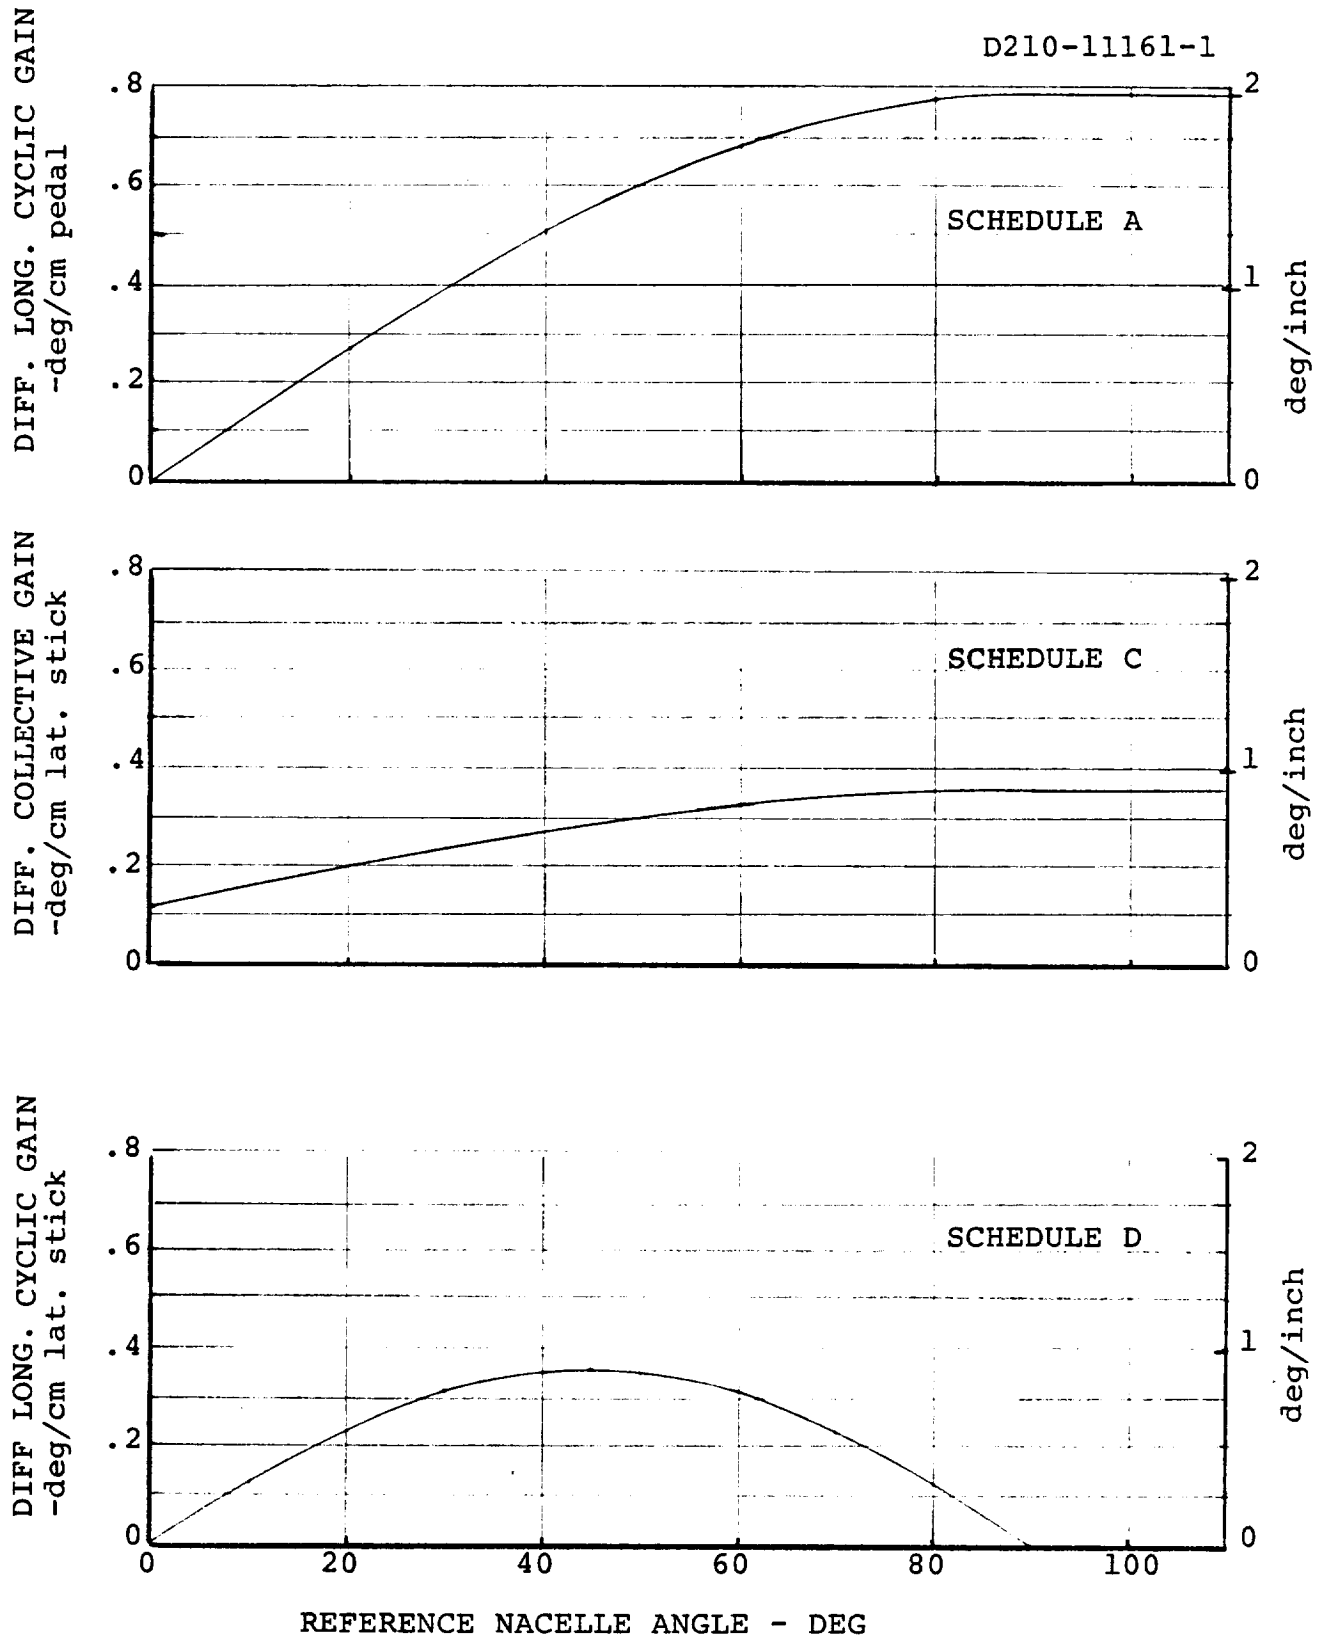 D210-11161-1
DIFF. LONG. CYCLIC GAIN
-deg/cm pedal
.8
.6
.4
.2
0
SCHEDULE A
2
1
0
deg/inch
DIFF. COLLECTIVE GAIN
-deg/cm lat. stick
.8
.6
.4
.2
0
SCHEDULE C
2
1
0
deg/inch
DIFF LONG. CYCLIC GAIN
-deg/cm lat. stick
.8
.6
.4
.2
0
SCHEDULE D
2
1
0
deg/inch
0 20 40 60 80 100
REFERENCE NACELLE ANGLE - DEG